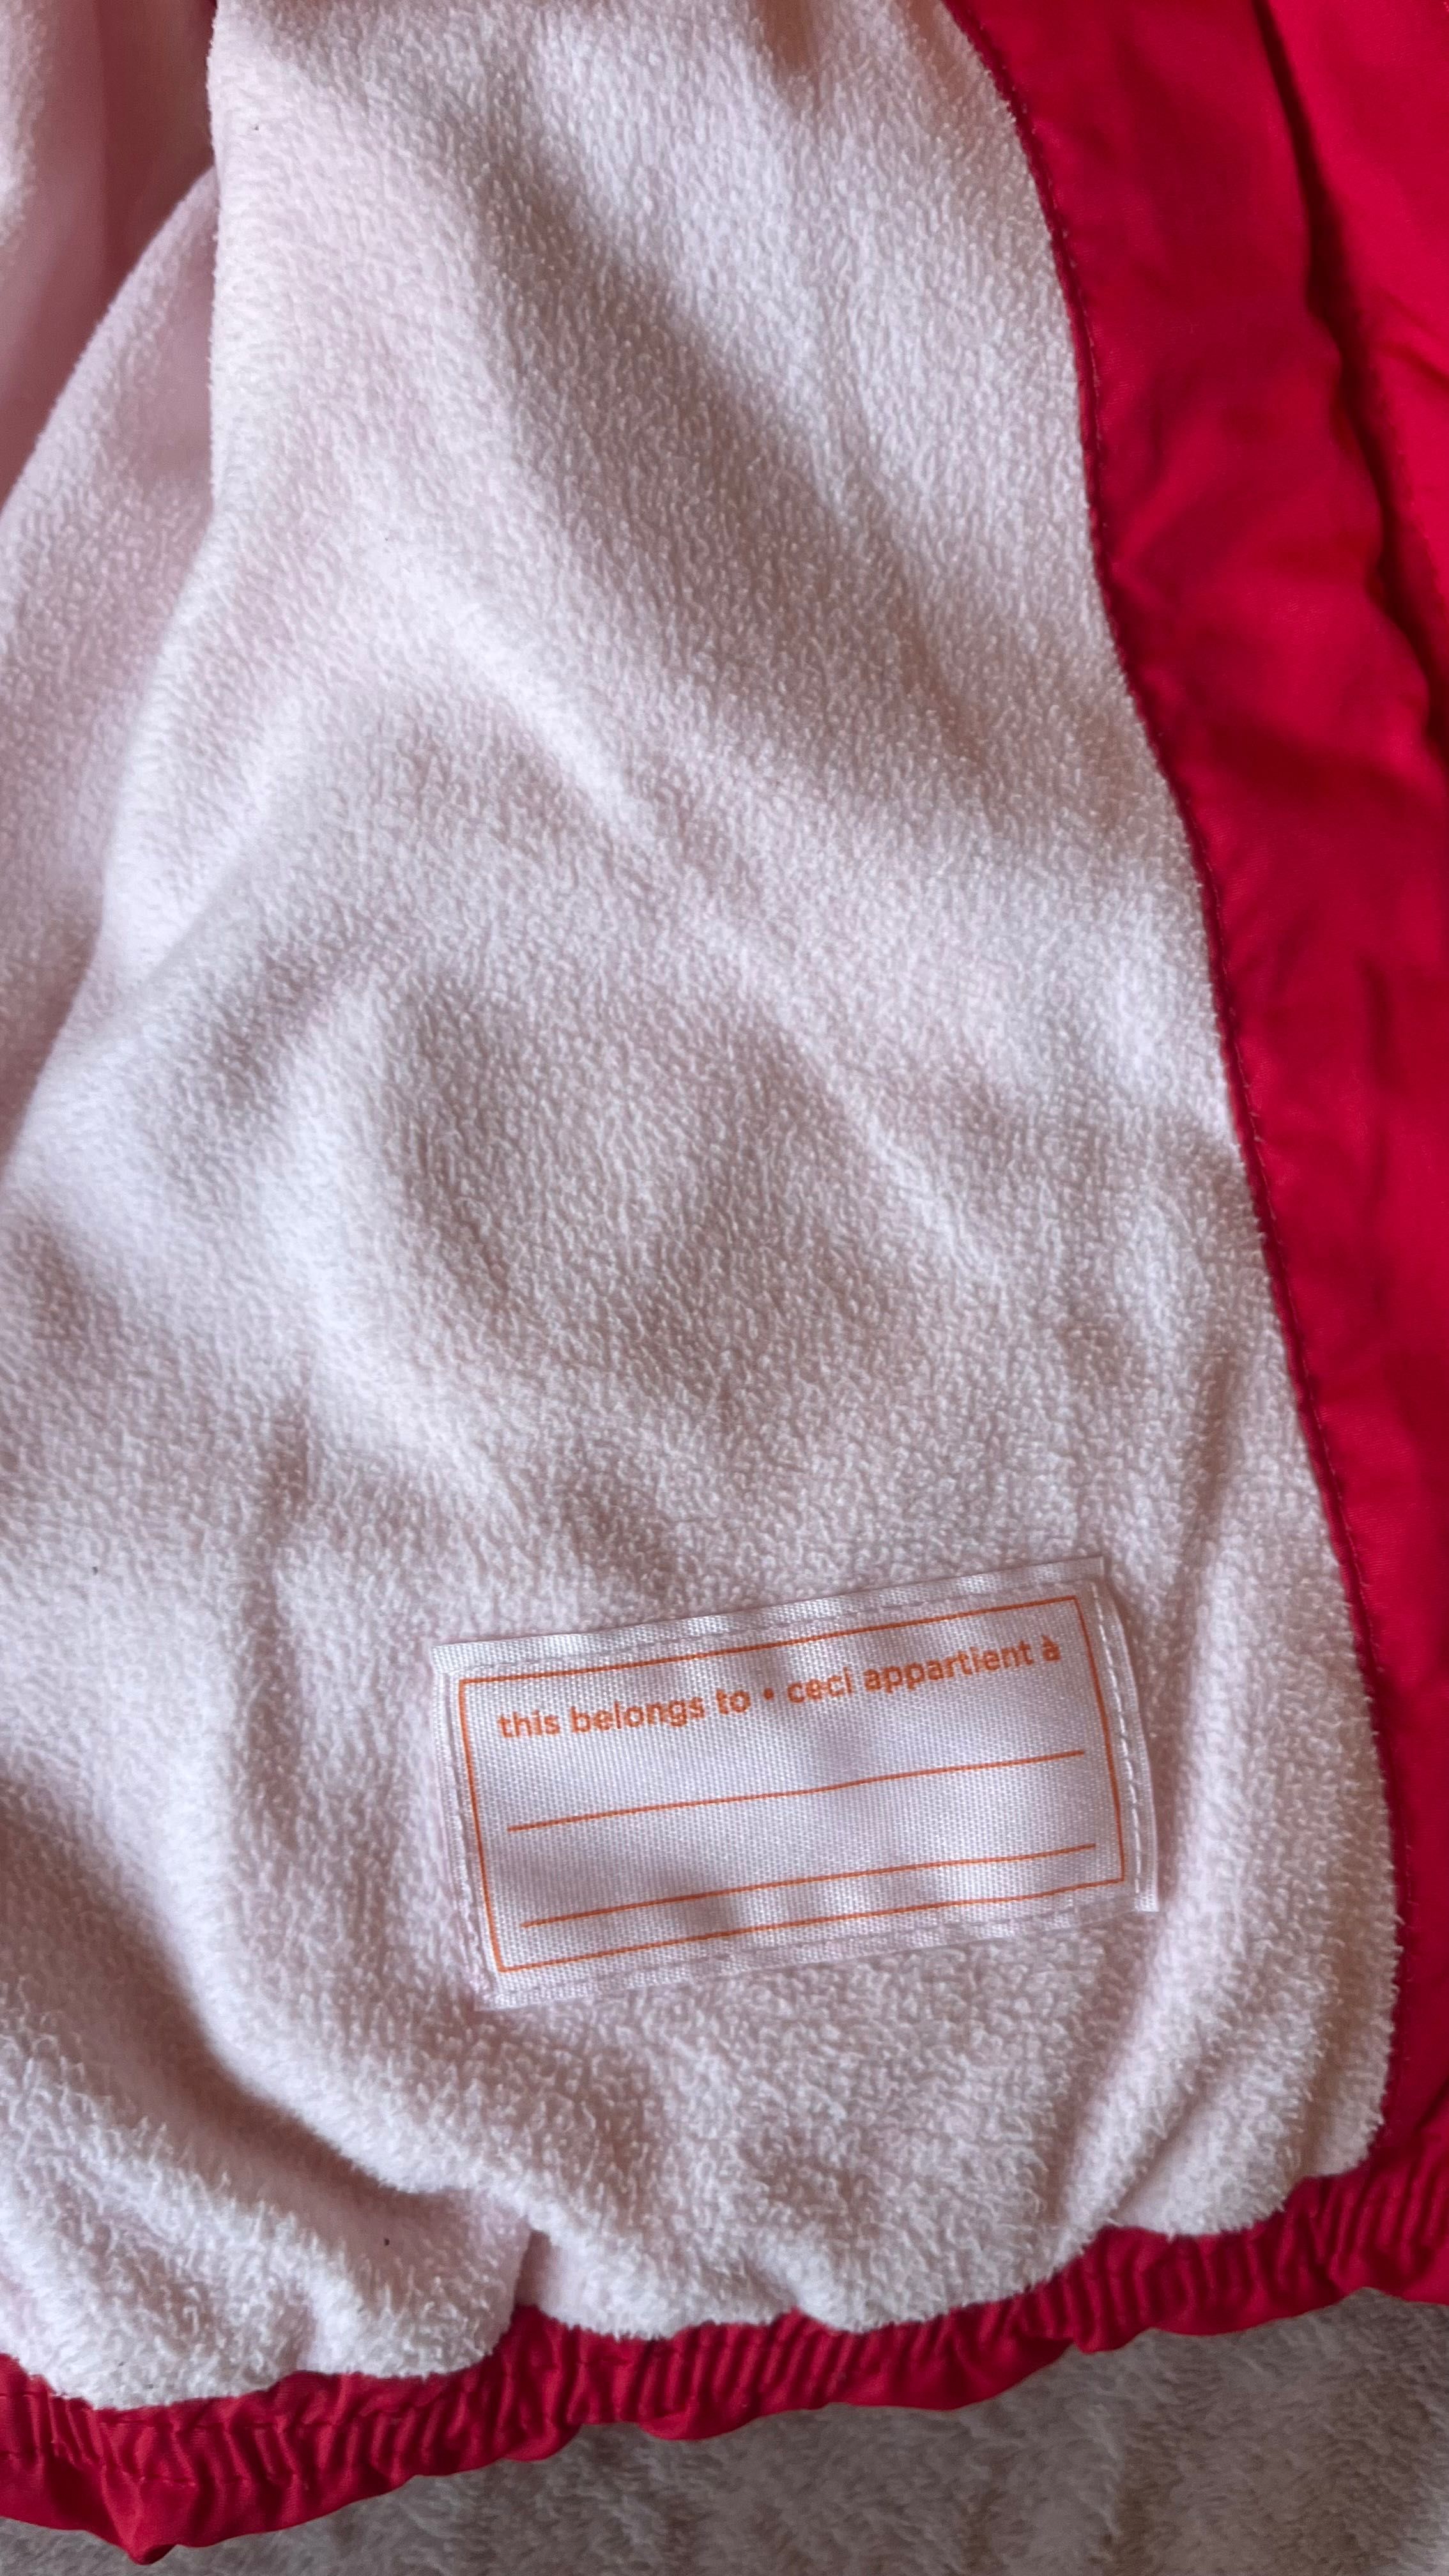 this belongs to • ceci appartient à